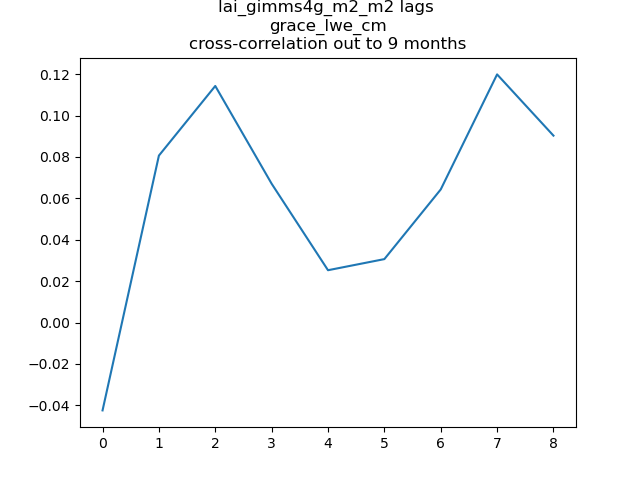 lai_gimms4g_m2_m2 lags
grace_lwe_cm
cross-correlation out to 9 months
0.12
0.10
0.08
0.06
0.04
0.02
0.00
−0.02
−0.04
0 1 2 3 4 5 6 7 8